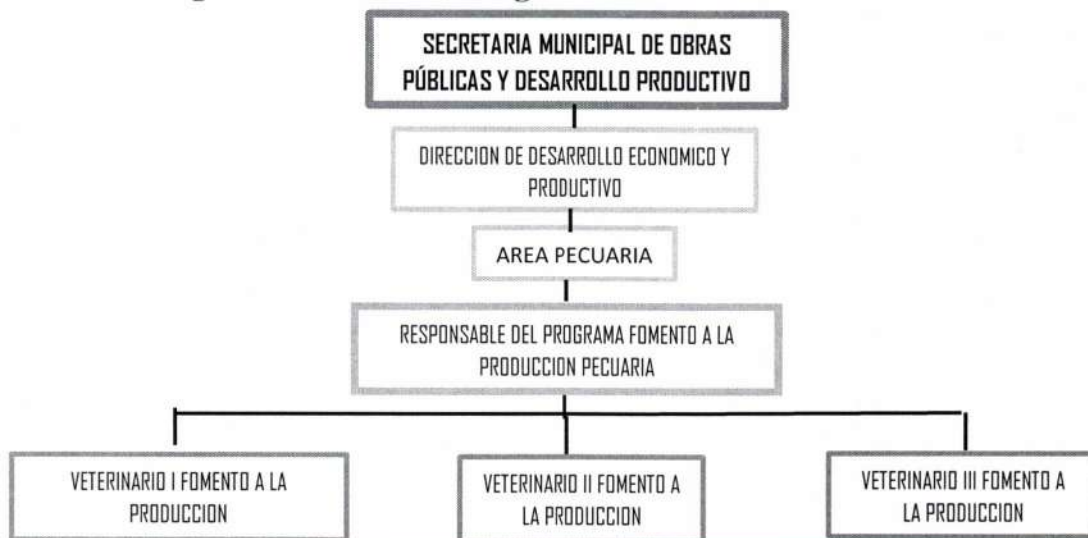 SECRETARIA MUNICIPAL DE OBRAS
PÚBLICAS Y DESARROLLO PRODUCTIVO
DIRECCION DE DESARROLLO ECONOMICO Y
PRODUCTIVO
AREA PECUARIA
RESPONSABLE DEL PROGRAMA FOMENTO A LA
PRODUCCION PECUARIA
VETERINARIO I FOMENTO A LA
PRODUCCION
VETERINARIO II FOMENTO A
LA PRODUCCION
VETERINARIO III FOMENTO A
LA PRODUCCION